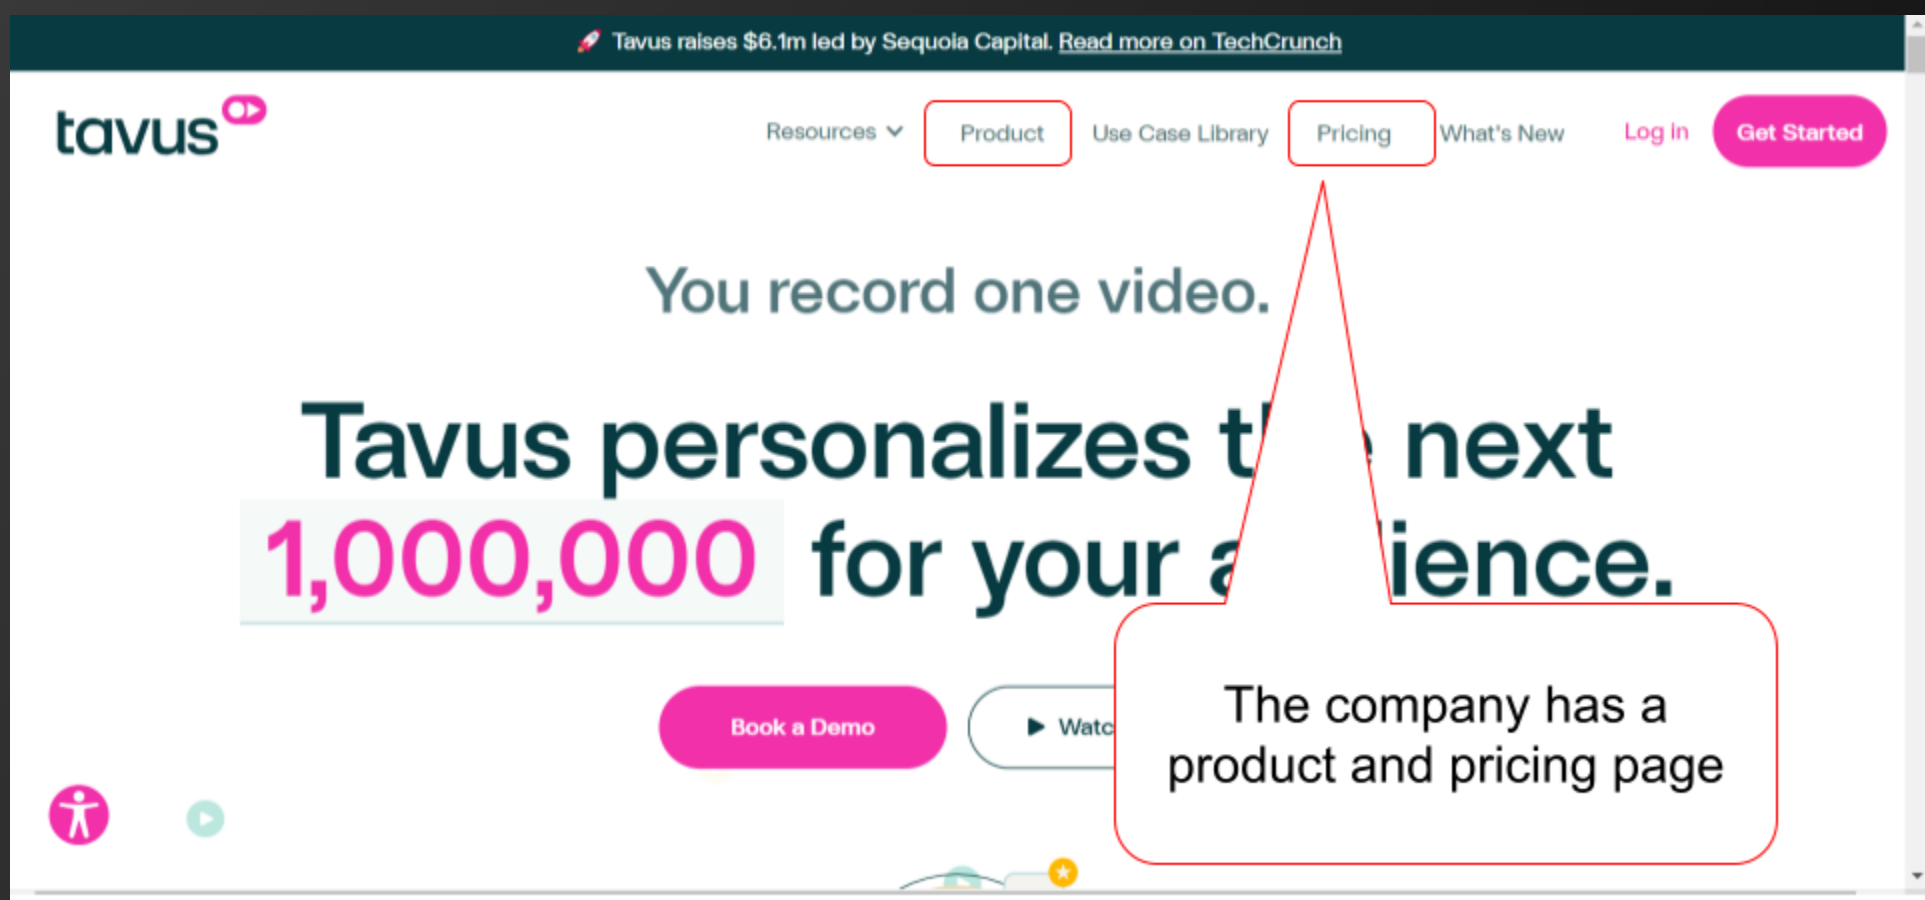 🚀 Tavus raises $6.1m led by Sequoia Capital. Read more on TechCrunch
tavus
Resources Product Use Case Library Pricing What's New Log in Get Started
You record one video.
Tavus personalizes the next
1,000,000 for your audience.
Book a Demo
The company has a
product and pricing page